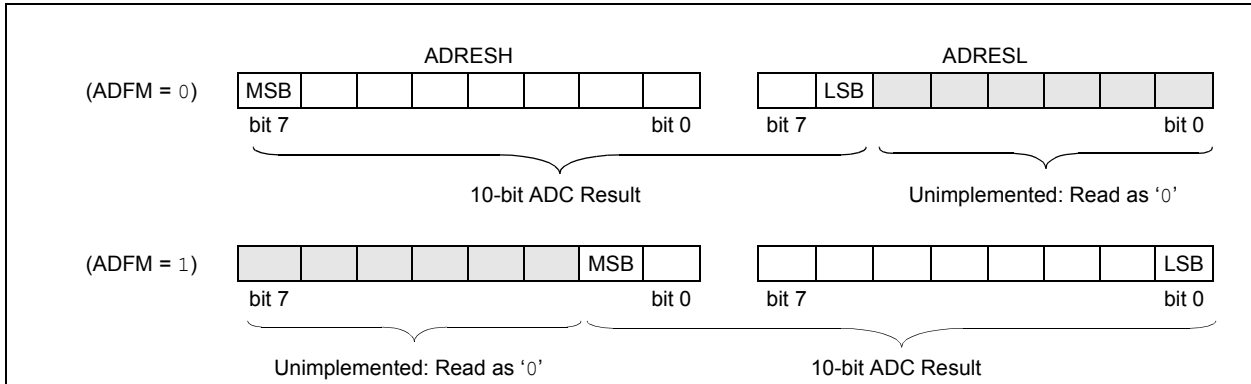 ADRESH ADRESL
(ADFM = 0) MSB LSB
bit 7 bit 0 bit 7 bit 0
10-bit ADC Result Unimplemented: Read as ‘0’
(ADFM = 1) MSB LSB
bit 7 bit 0 bit 7 bit 0
Unimplemented: Read as ‘0’ 10-bit ADC Result